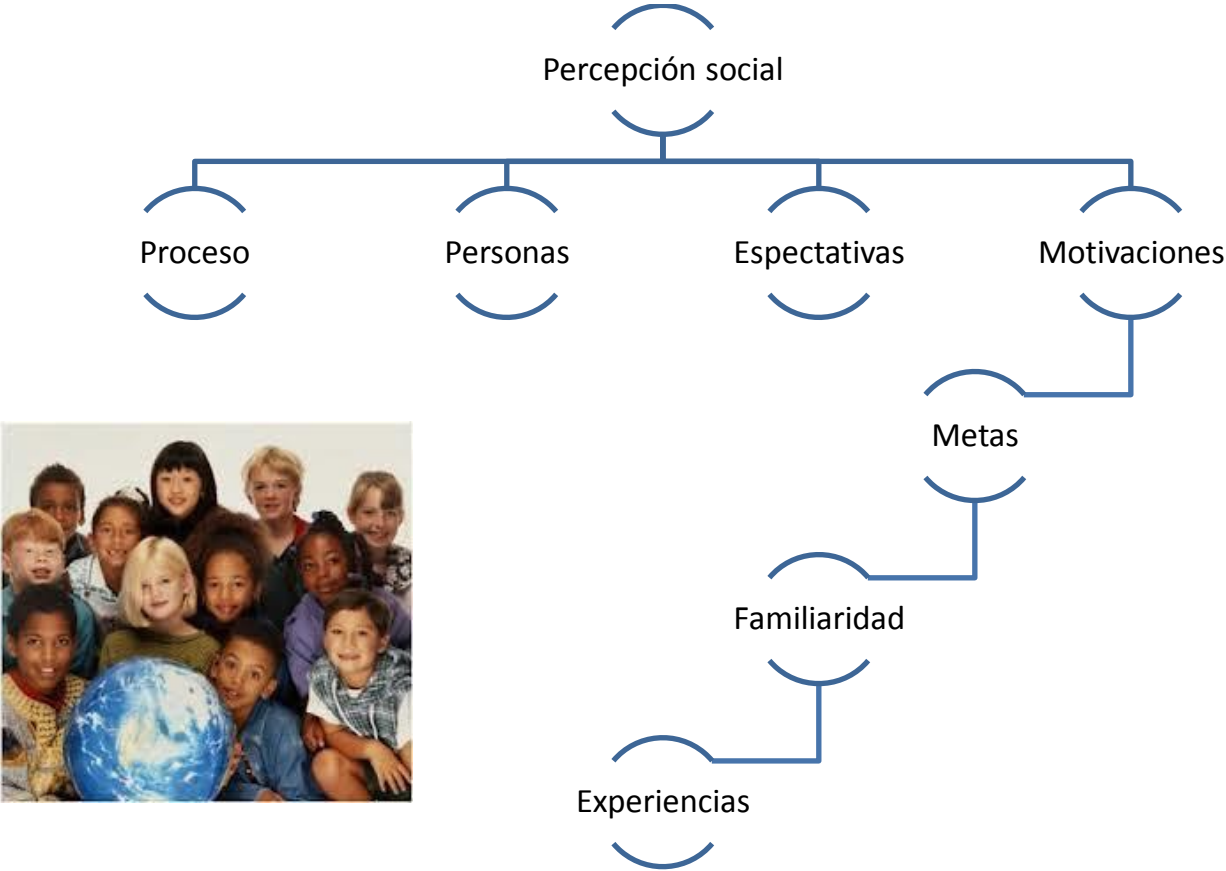 Percepción social
Proceso
Personas
Espectativas
Motivaciones
Metas
Familiaridad
Experiencias